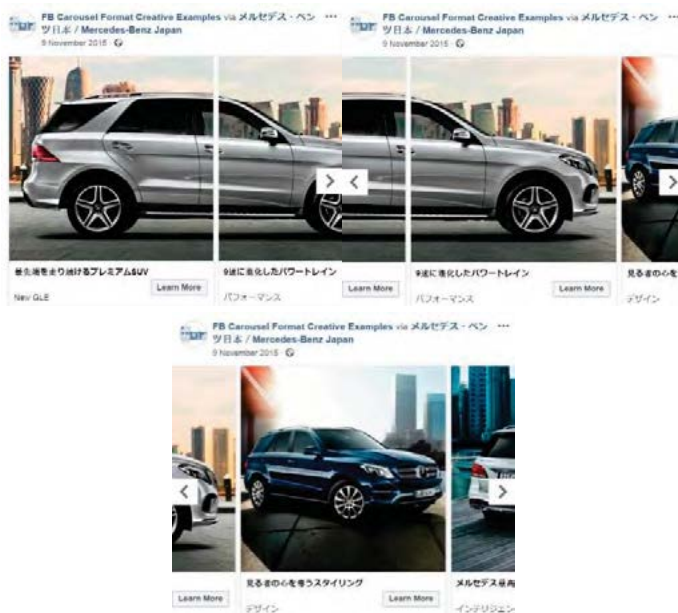 FB Carousel Format Creative Examples via メルセデス・ベン ...
ツ日本 / Mercedes-Benz Japan
9 November 2015
最先端を走り続けるプレミアムSUV
Learn More
New GLE
9速に進化したパワートレイン
パフォーマンス
FB Carousel Format Creative Examples via メルセデス・ベン ...
ツ日本 / Mercedes-Benz Japan
9 November 2015
Learn More
9速に進化したパワートレイン
Learn More
パフォーマンス
見る者の心を
デザイン
FB Carousel Format Creative Examples via メルセデス・ベン ...
ツ日本 / Mercedes-Benz Japan
9 November 2015
Learn More
見る者の心を奪うスタイリング
Learn More
デザイン
メルセデス最高
インテリジェン